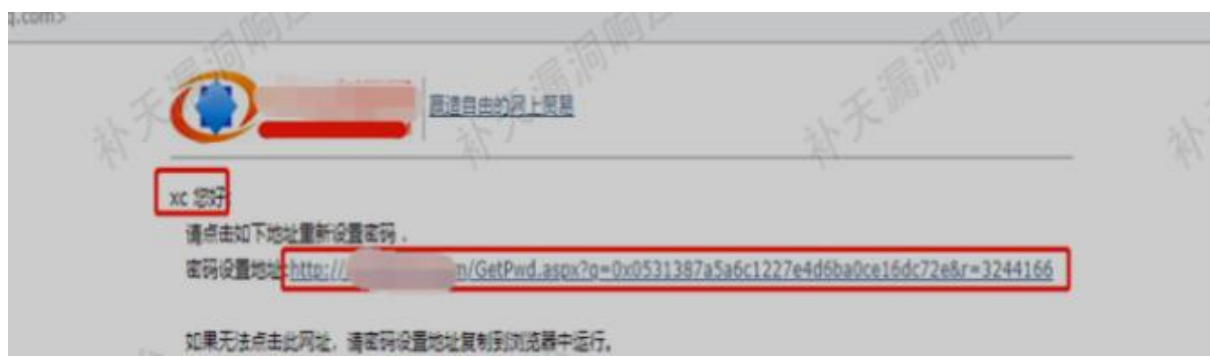 q.com>
营造自由的网上贸易
xc 您好:
请点击如下地址重新设置密码 .
密码设置地址:http:// m/GetPwd.aspx?q=0x0531387a5a6c1227e4d6ba0ce16dc72e&r=3244166
如果无法点击此网址，请密码设置地址复制到浏览器中运行。
补天漏洞响应
补天漏洞响应
补天漏洞响应